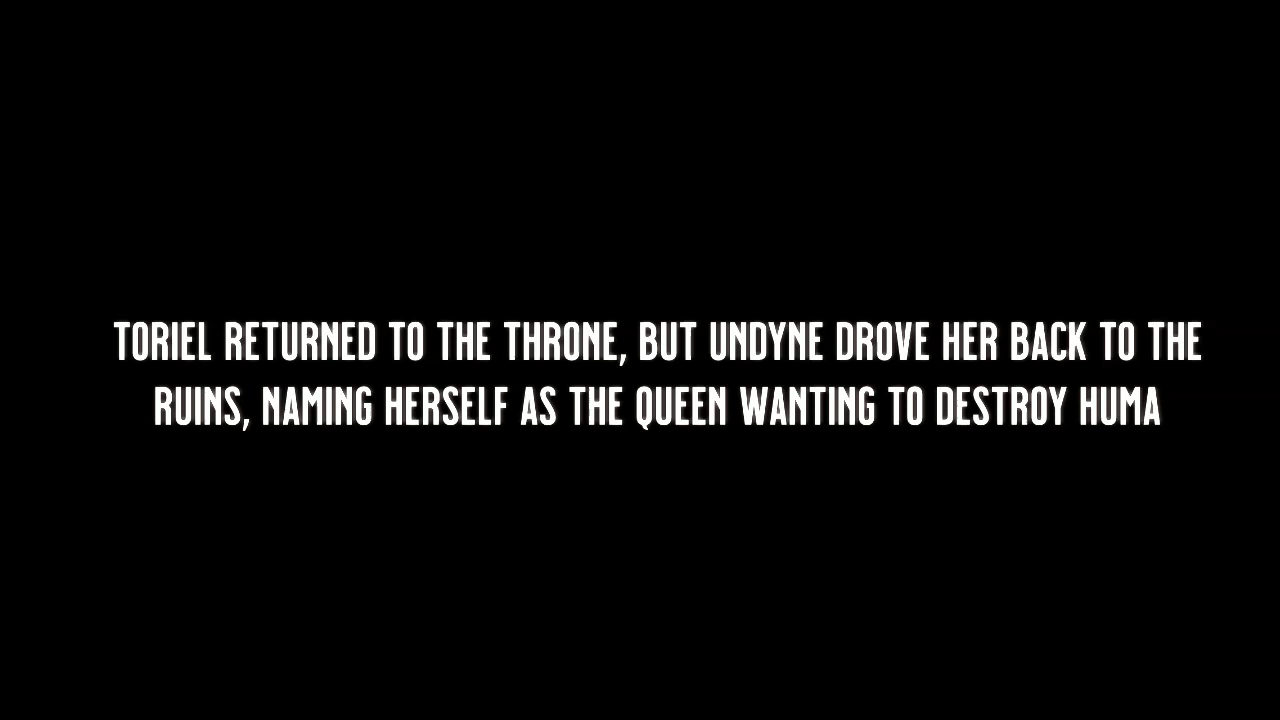 TORIEL RETURNED TO THE THRONE, BUT UNDYNE DROVE HER BACK TO THE
RUINS, NAMING HERSELF AS THE QUEEN WANTING TO DESTROY HUMA